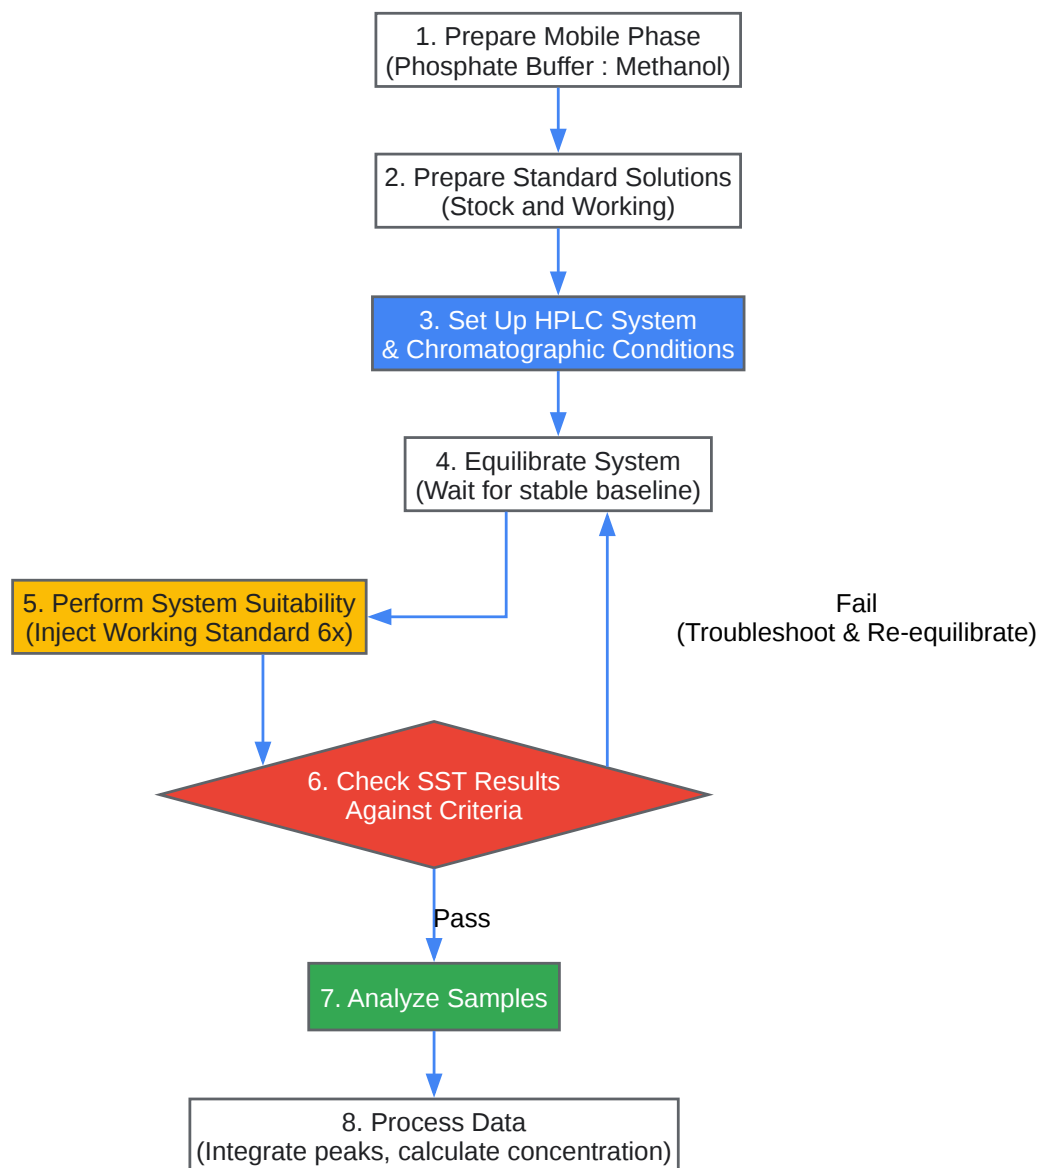 1. Prepare Mobile Phase
(Phosphate Buffer : Methanol)
2. Prepare Standard Solutions
(Stock and Working)
3. Set Up HPLC System
& Chromatographic Conditions
4. Equilibrate System
(Wait for stable baseline)
5. Perform System Suitability
(Inject Working Standard 6x)
Fail
(Troubleshoot & Re-equilibrate)
6. Check SST Results
Against Criteria
Pass
7. Analyze Samples
8. Process Data
(Integrate peaks, calculate concentration)